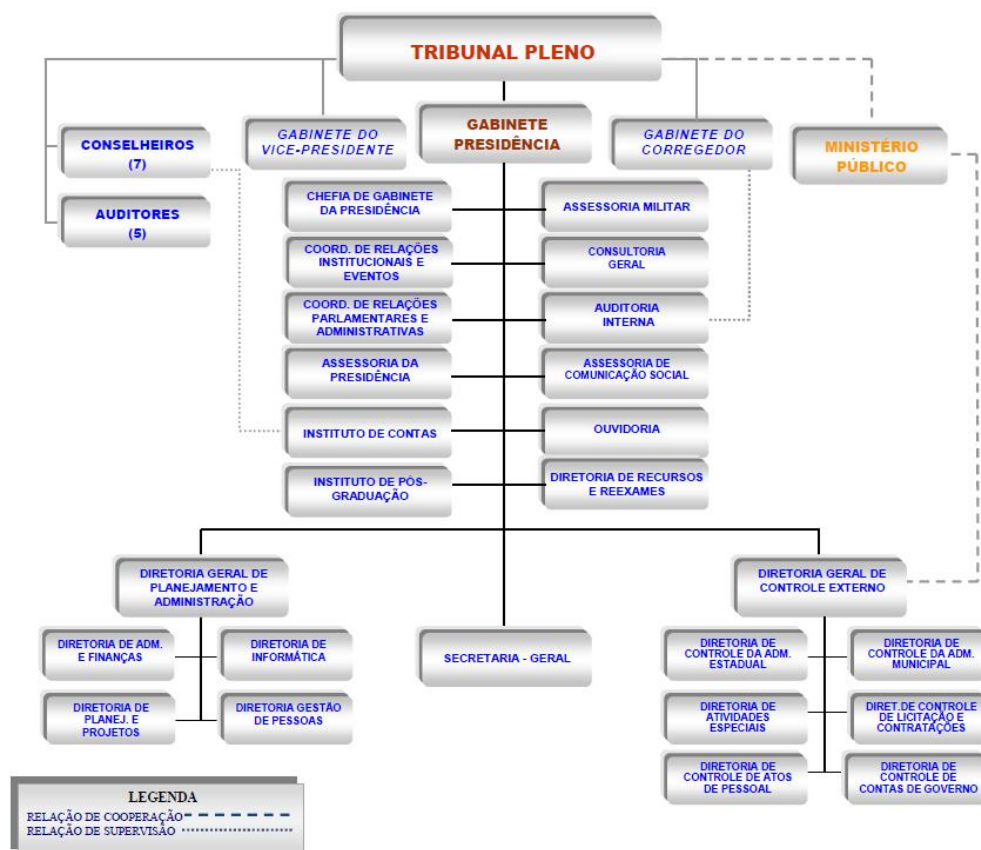 TRIBUNAL PLENO
CONSELHEIROS
(7)
AUDITORES
(5)
GABINETE DO
VICE-PRESIDENTE
GABINETE
PRESIDÊNCIA
GABINETE DO
CORREGEDOR
MINISTÉRIO
PÚBLICO
CHEFIA DE GABINETE
DA PRESIDÊNCIA
ASSESSORIA MILITAR
COORD. DE RELAÇÕES
INSTITUCIONAIS E
EVENTOS
CONSULTORIA
GERAL
COORD. DE RELAÇÕES
PARLAMENTARES E
ADMINISTRATIVAS
AUDITORIA
INTERNA
ASSESSORIA DA
PRESIDÊNCIA
ASSESSORIA DE
COMUNICAÇÃO SOCIAL
INSTITUTO DE CONTAS
OUVIDORIA
INSTITUTO DE PÓS-
GRADUAÇÃO
DIRETORIA DE RECURSOS
E REEXAMES
DIRETORIA GERAL DE
PLANEJAMENTO E
ADMINISTRAÇÃO
DIRETORIA GERAL DE
CONTROLE EXTERNO
DIRETORIA DE ADM.
E FINANÇAS
DIRETORIA DE
INFORMÁTICA
DIRETORIA DE
PLANEJ. E
PROJETOS
DIRETORIA GESTÃO
DE PESSOAS
SECRETARIA - GERAL
DIRETORIA DE
CONTROLE DA ADM.
ESTADUAL
DIRETORIA DE
CONTROLE DA ADM.
MUNICIPAL
DIRETORIA DE
ATIVIDADES
ESPECIAIS
DIRET.DE CONTROLE
DE LICITAÇÃO E
CONTRATAÇÕES
DIRETORIA DE
CONTROLE DE ATOS
DE PESSOAL
DIRETORIA DE
CONTROLE DE
CONTAS DE GOVERNO
LEGENDA
RELAÇÃO DE COOPERAÇÃO
RELAÇÃO DE SUPERVISÃO